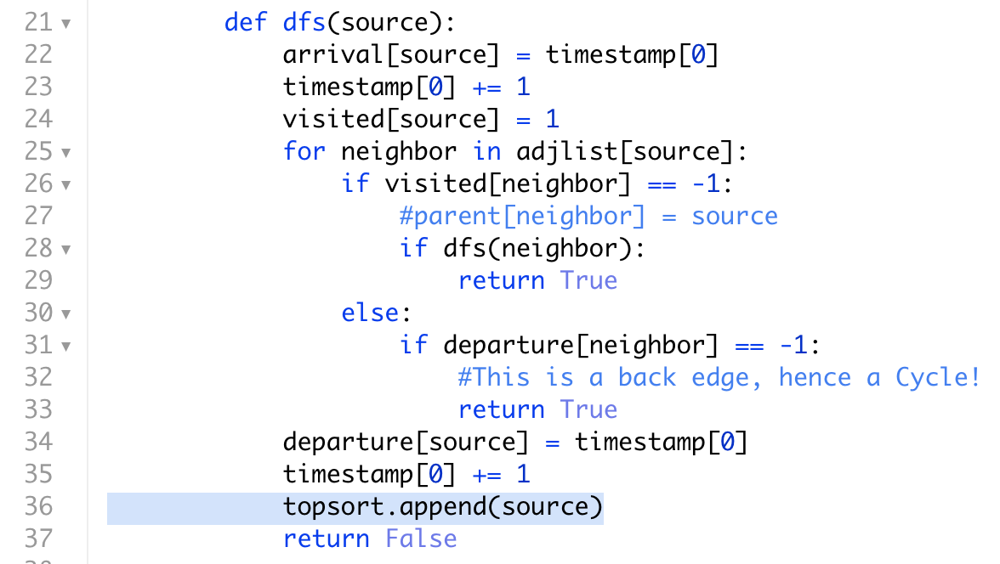 21 def dfs(source):
22 arrival[source] = timestamp[0]
23 timestamp[0] += 1
24 visited[source] = 1
25 for neighbor in adjlist[source]:
26 if visited[neighbor] == -1:
27 #parent[neighbor] = source
28 if dfs(neighbor):
29 return True
30 else:
31 if departure[neighbor] == -1:
32 #This is a back edge, hence a Cycle!
33 return True
34 departure[source] = timestamp[0]
35 timestamp[0] += 1
36 topsort.append(source)
37 return False